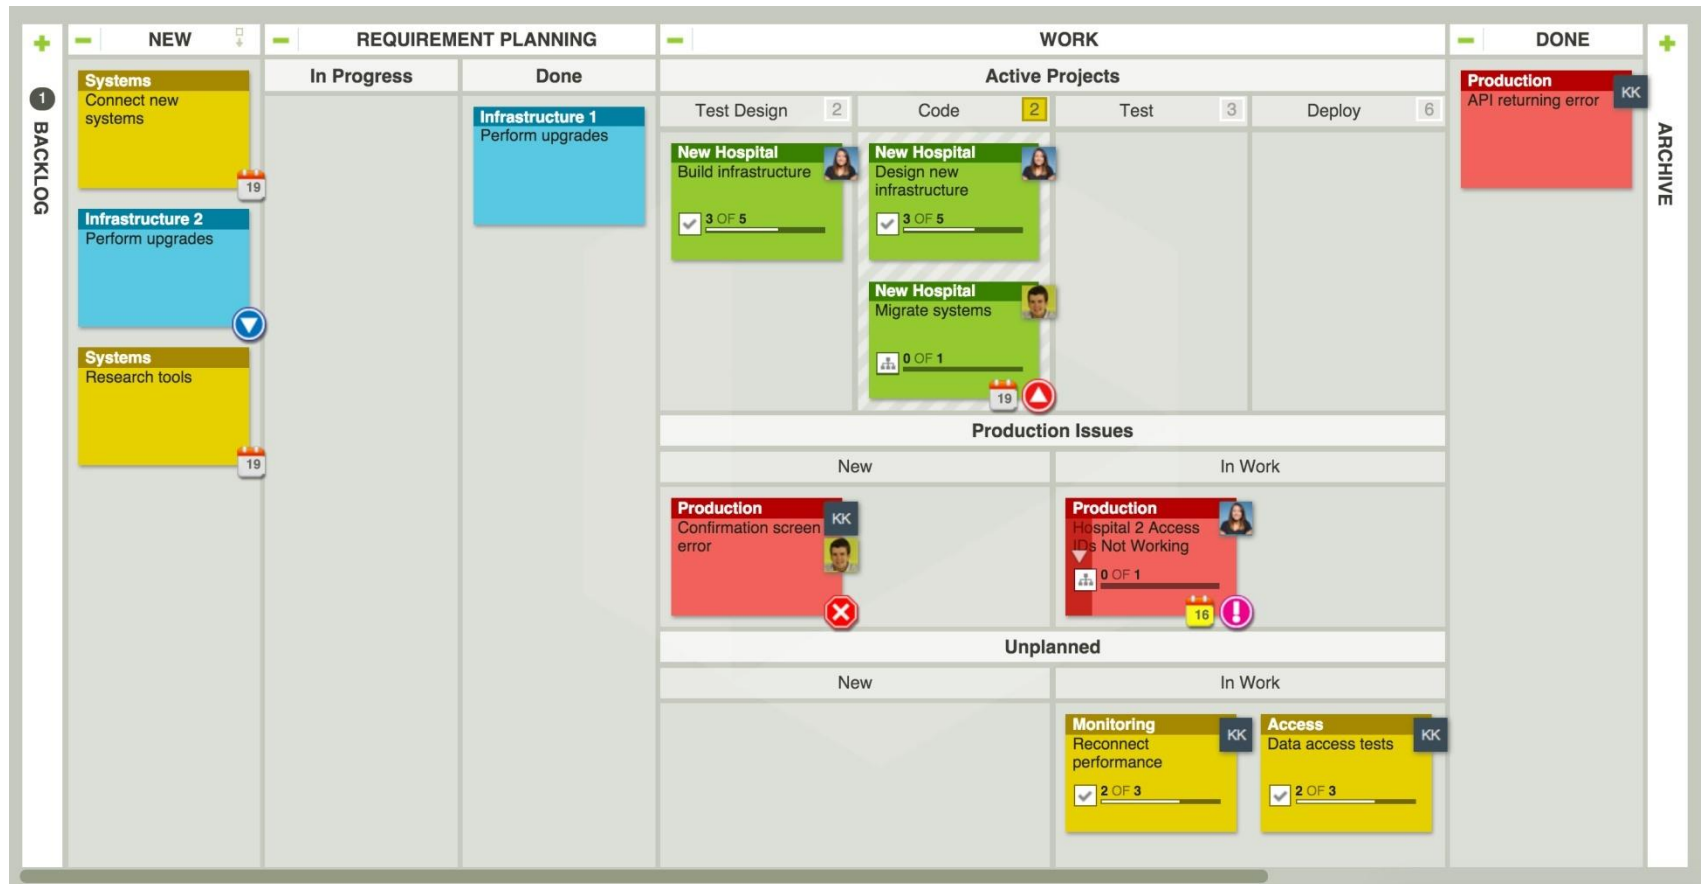 NEW
REQUIREMENT PLANNING
WORK
DONE
1
BACKLOG
ARCHIVE
Systems
Connect new
systems
19
Infrastructure 2
Perform upgrades
Systems
Research tools
19
In Progress
Done
Infrastructure 1
Perform upgrades
Active Projects
Test Design
2
Code
2
Test
3
Deploy
6
New Hospital
Build infrastructure
3 OF 5
New Hospital
Design new
infrastructure
3 OF 5
New Hospital
Migrate systems
0 OF 1
19
Production Issues
New
In Work
Production
Confirmation screen
error
KK
Production
Hospital 2 Access
IDs Not Working
0 OF 1
16
Unplanned
New
In Work
Monitoring
Reconnect
performance
KK
2 OF 3
Access
Data access tests
KK
2 OF 3
Production
API returning error
KK